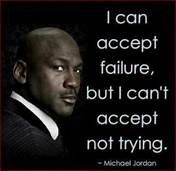 I can
accept
failure,
but I can't
accept
not trying.
~ Michael Jordan